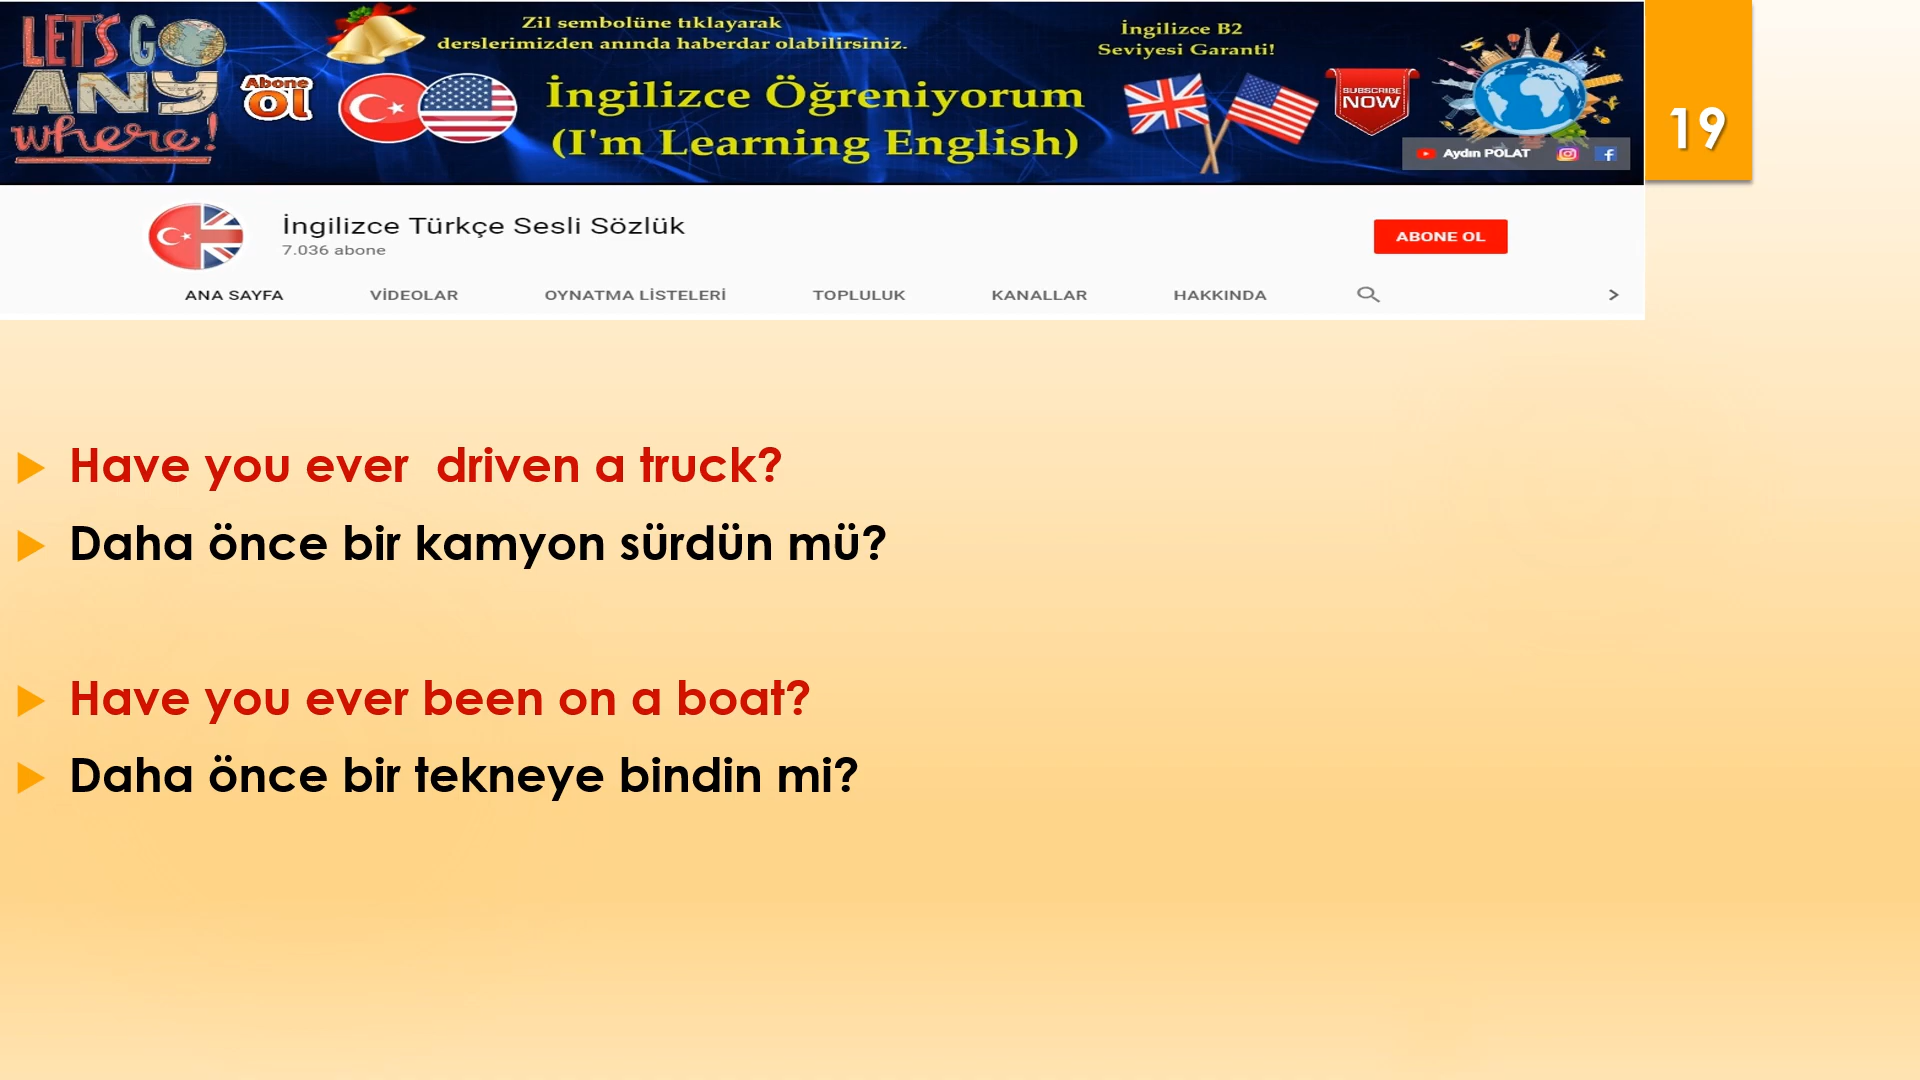 LET'S GO
ANY
where!
Abone
Ol
Zil sembolüne tıklayarak
derslerimizden anında haberdar olabilirsiniz.
İngilizce Öğreniyorum
(I'm Learning English)
İngilizce B2
Seviyesi Garanti!
SUBSCRIBE
NOW
Aydın POLAT
19
İngilizce Türkçe Sesli Sözlük
7.036 abone
ABONE OL
ANA SAYFA VİDEOLAR OYNATMA LİSTELERİ TOPLULUK KANALLAR HAKKINDA
Have you ever  driven a truck?
Daha önce bir kamyon sürdün mü?
Have you ever been on a boat?
Daha önce bir tekneye bindin mi?